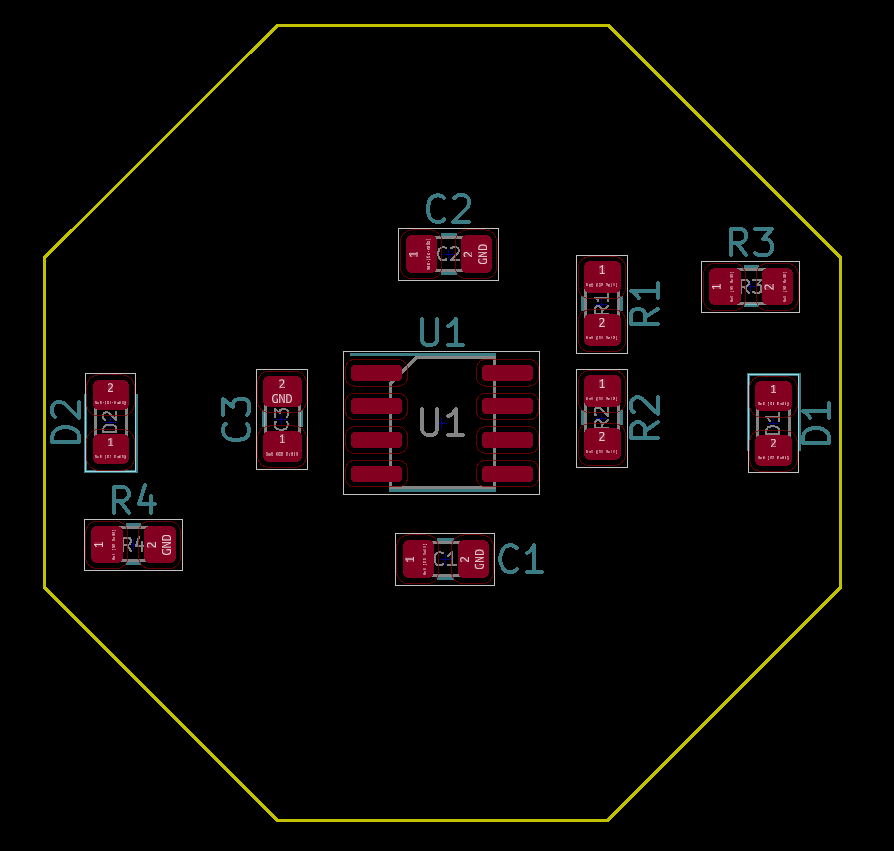 C2
1 C2 2 GND
R3
1 R3 2
1
R1 R1
2
U1
U1
2
GND
C3 C3
1
1
R2 R2
2
2
D2 D2
1
1
D1 D1
2
R4
1 R4 2 GND
1 C1 2 GND C1